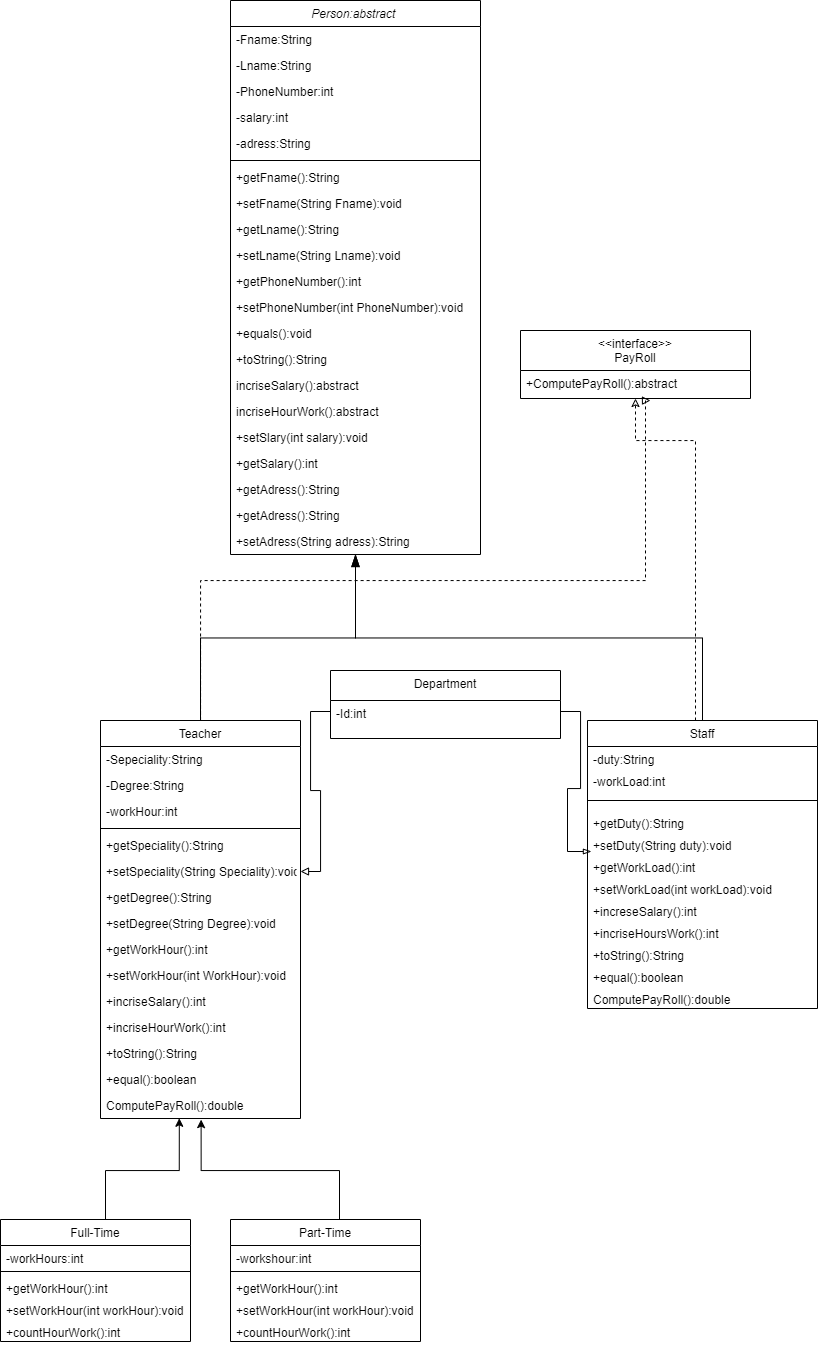 Person:abstract
-Fname:String
-Lname:String
-PhoneNumber:int
-salary:int
-adress:String
+getFname():String
+setFname(String Fname):void
+getLname():String
+setLname(String Lname):void
+getPhoneNumber():int
+setPhoneNumber(int PhoneNumber):void
+equals():void
+toString():String
incriseSalary():abstract
incriseHourWork():abstract
+setSlary(int salary):void
+getSalary():int
+getAdress():String
+getAdress():String
+setAdress(String adress):String
<<interface>>
PayRoll
+ComputePayRoll():abstract
Department
-Id:int
Teacher
-Sepeciality:String
-Degree:String
-workHour:int
+getSpeciality():String
+setSpeciality(String Speciality):void
+getDegree():String
+setDegree(String Degree):void
+getWorkHour():int
+setWorkHour(int WorkHour):void
+incriseSalary():int
+incriseHourWork():int
+toString():String
+equal():boolean
ComputePayRoll():double
Staff
-duty:String
-workLoad:int
+getDuty():String
+setDuty(String duty):void
+getWorkLoad():int
+setWorkLoad(int workLoad):void
+increseSalary():int
+incriseHoursWork():int
+toString():String
+equal():boolean
ComputePayRoll():double
Full-Time
-workHours:int
+getWorkHour():int
+setWorkHour(int workHour):void
+countHourWork():int
Part-Time
-workshour:int
+getWorkHour():int
+setWorkHour(int workHour):void
+countHourWork():int